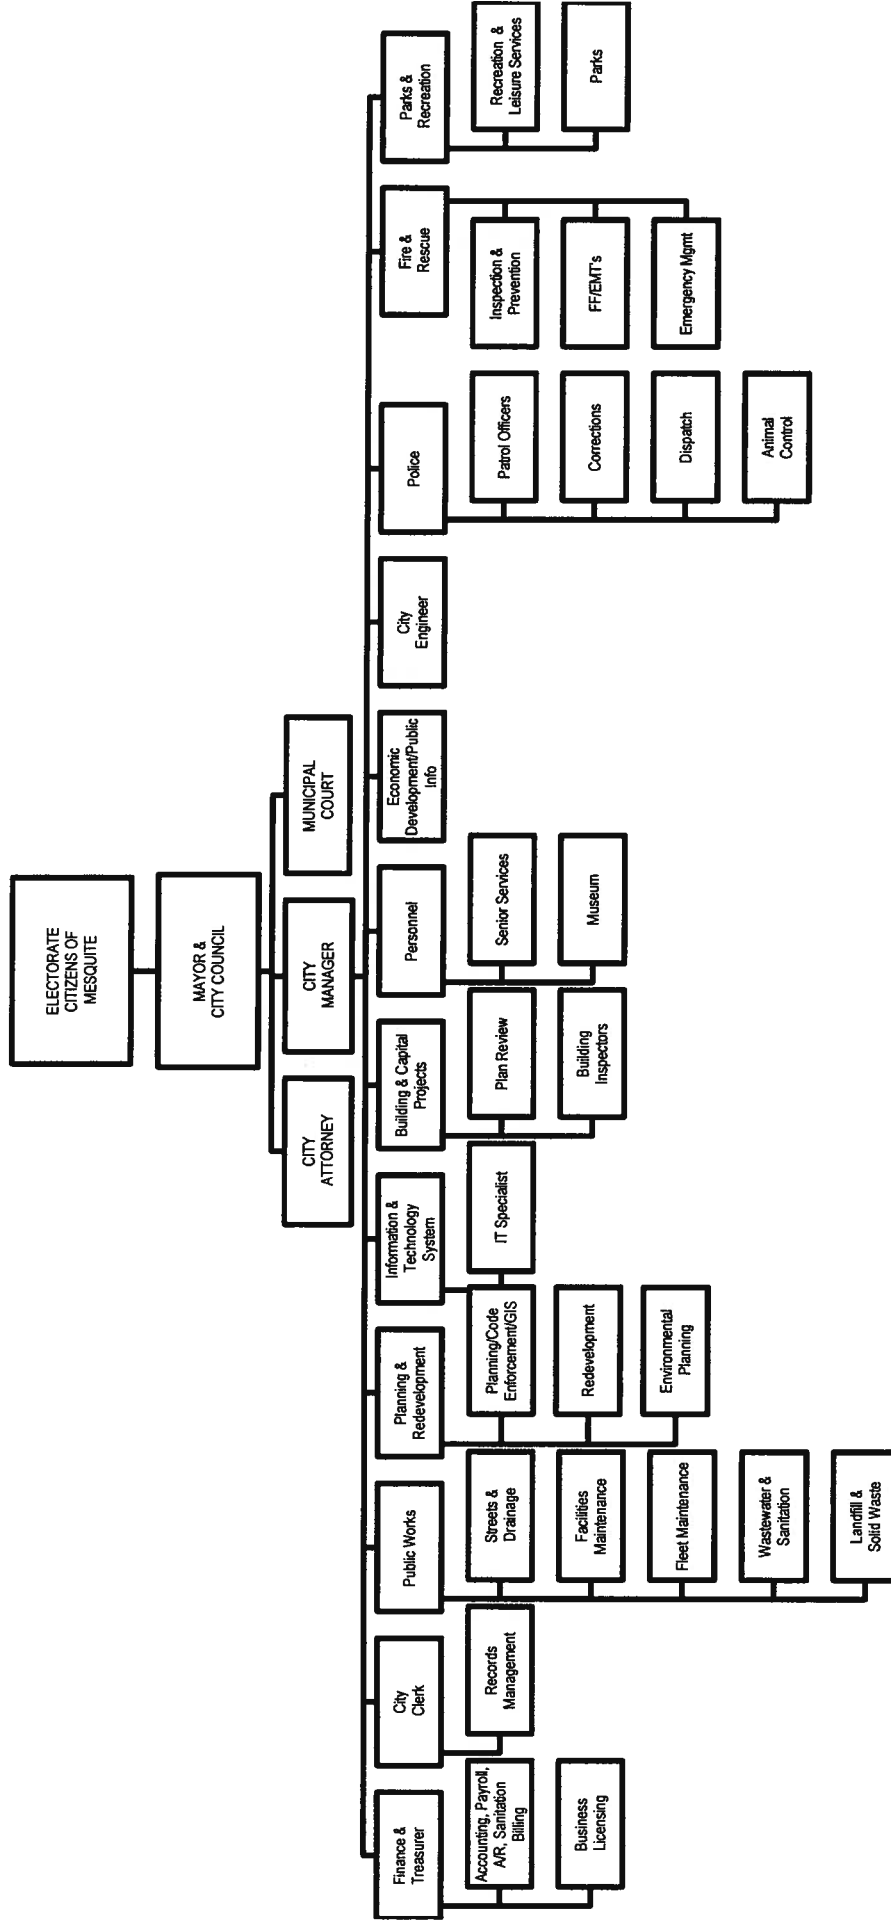 ELECTORATE
CITIZENS OF
MESQUITE
MAYOR &
CITY COUNCIL
CITY
ATTORNEY
CITY
MANAGER
MUNICIPAL
COURT
Finance &
Treasurer
City
Clerk
Public Works
Planning &
Redevelopment
Information &
Technology
System
Building & Capital
Projects
Personnel
Economic
Development/Public
Info
City
Engineer
Police
Fire &
Rescue
Parks &
Recreation
Accounting, Payroll,
A/R, Sanitation
Billing
Business
Licensing
Records
Management
Streets &
Drainage
Facilities
Maintenance
Fleet Maintenance
Wastewater &
Sanitation
Landfill &
Solid Waste
Planning/Code
Enforcement/GIS
Redevelopment
Environmental
Planning
IT Specialist
Plan Review
Building
Inspectors
Senior Services
Museum
Patrol Officers
Corrections
Dispatch
Animal
Control
Inspection &
Prevention
FF/EMT's
Emergency Mgmt
Recreation &
Leisure Services
Parks